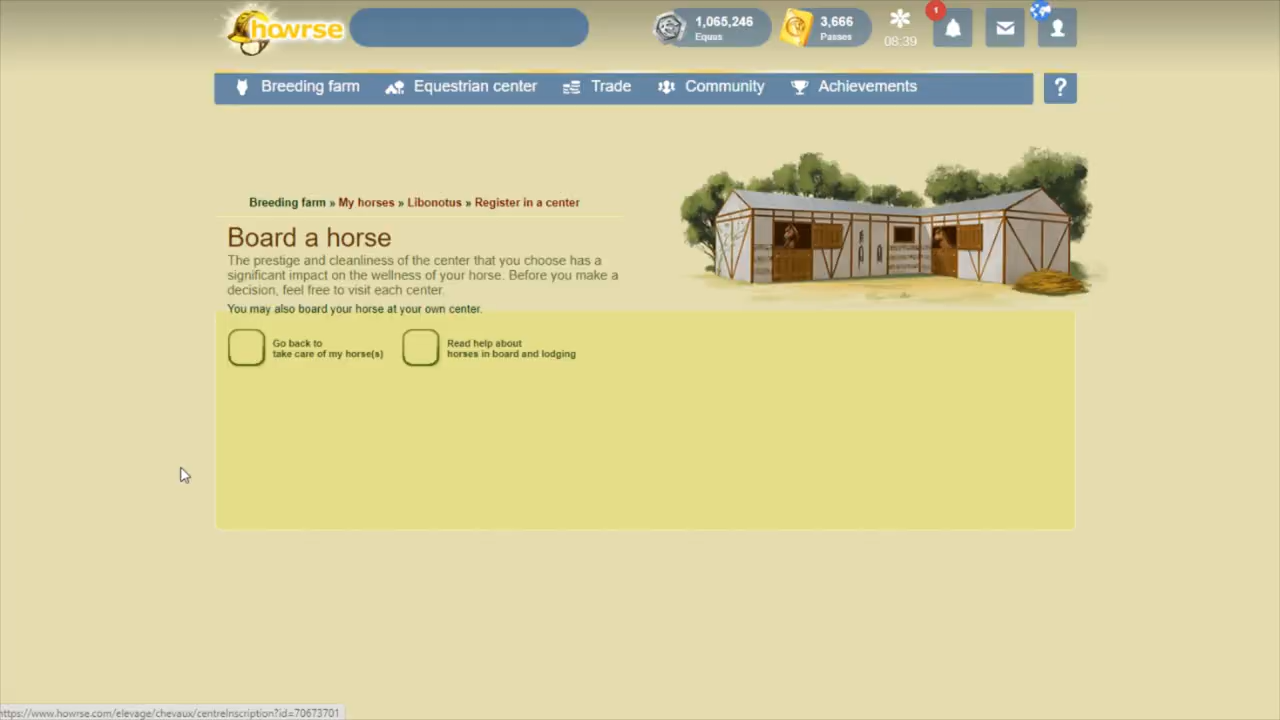 howrse
1,065,246
Equus
3,666
Passes
08:39
1
Breeding farm
Equestrian center
Trade
Community
Achievements
?
Breeding farm » My horses » Libonotus » Register in a center
Board a horse
The prestige and cleanliness of the center that you choose has a
significant impact on the wellness of your horse. Before you make a
decision, feel free to visit each center.
You may also board your horse at your own center.
Go back to
take care of my horse(s)
Read help about
horses in board and lodging
https://www.howrse.com/elevage/chevaux/centreInscription?id=70673701